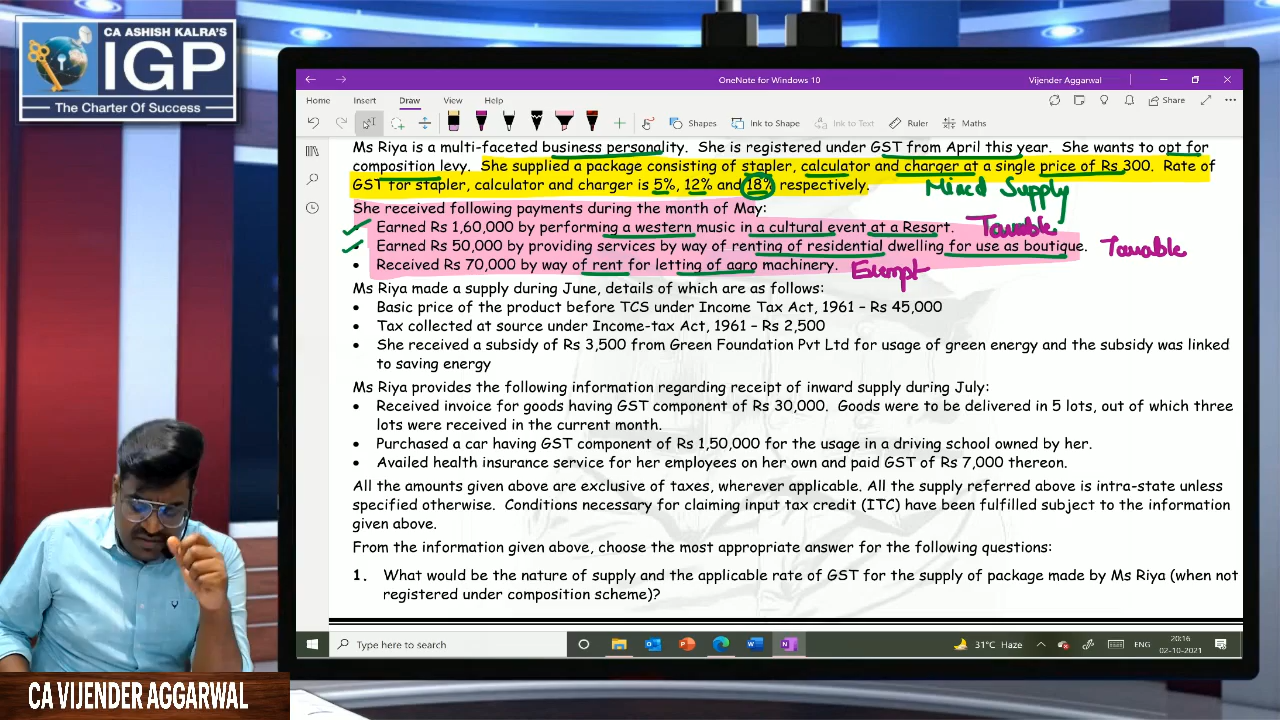 CA ASHISH KALRA'S
IGP
The Charter Of Success
OneNote for Windows 10
Vijender Aggarwal
Home Insert Draw View Help
Share
Shapes Ink to Shape Ink to Text Ruler Maths
Ms Riya is a multi-faceted business personality. She is registered under GST from April this year. She wants to opt for
composition levy. She supplied a package consisting of stapler, calculator and charger at a single price of Rs 300. Rate of
GST for stapler, calculator and charger is 5%, 12% and 18% respectively.
Mixed Supply
She received following payments during the month of May:
• Earned Rs 1,60,000 by performing a western music in a cultural event at a Resort. Taxable
• Earned Rs 50,000 by providing services by way of renting of residential dwelling for use as boutique. Taxable
• Received Rs 70,000 by way of rent for letting of agro machinery. Exempt
Ms Riya made a supply during June, details of which are as follows:
• Basic price of the product before TCS under Income Tax Act, 1961 – Rs 45,000
• Tax collected at source under Income-tax Act, 1961 – Rs 2,500
• She received a subsidy of Rs 3,500 from Green Foundation Pvt Ltd for usage of green energy and the subsidy was linked
to saving energy
Ms Riya provides the following information regarding receipt of inward supply during July:
• Received invoice for goods having GST component of Rs 30,000. Goods were to be delivered in 5 lots, out of which three
lots were received in the current month.
• Purchased a car having GST component of Rs 1,50,000 for the usage in a driving school owned by her.
• Availed health insurance service for her employees on her own and paid GST of Rs 7,000 thereon.
All the amounts given above are exclusive of taxes, wherever applicable. All the supply referred above is intra-state unless
specified otherwise. Conditions necessary for claiming input tax credit (ITC) have been fulfilled subject to the information
given above.
From the information given above, choose the most appropriate answer for the following questions:
1. What would be the nature of supply and the applicable rate of GST for the supply of package made by Ms Riya (when not
registered under composition scheme)?
Type here to search
31°C Haze
ENG
20:16
02-10-2021
CA VIJENDER AGGARWAL